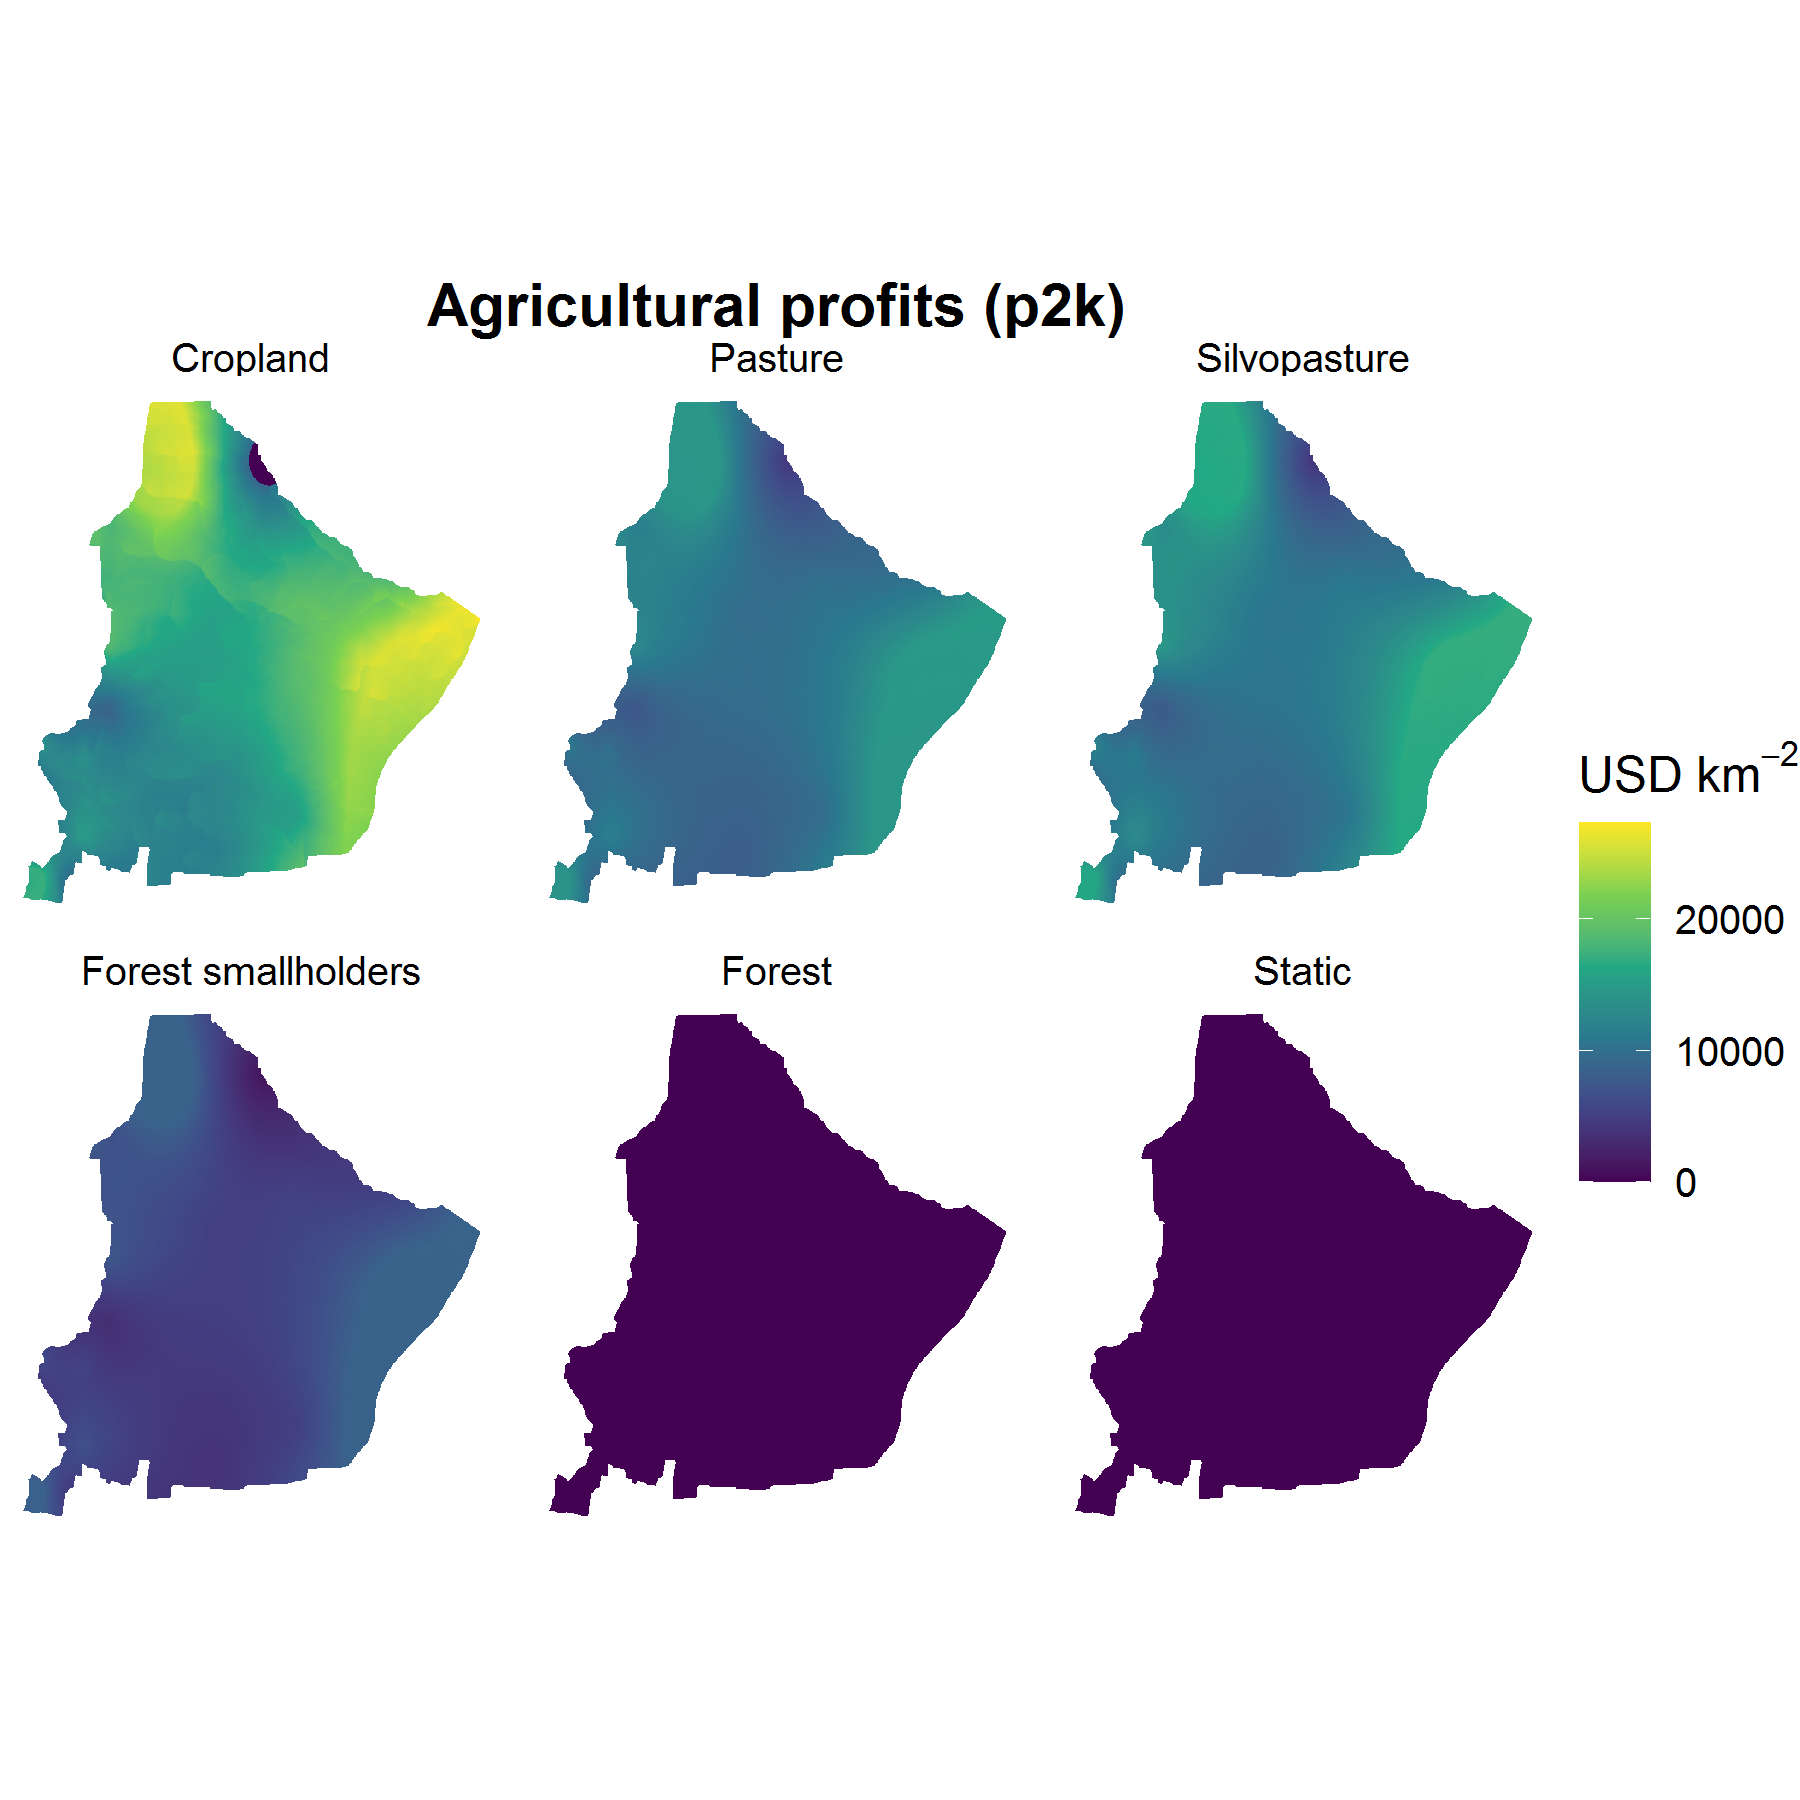 Agricultural profits (p2k)
Cropland
Pasture
Silvopasture
Forest smallholders
Forest
Static
USD km⁻²
20000
10000
0